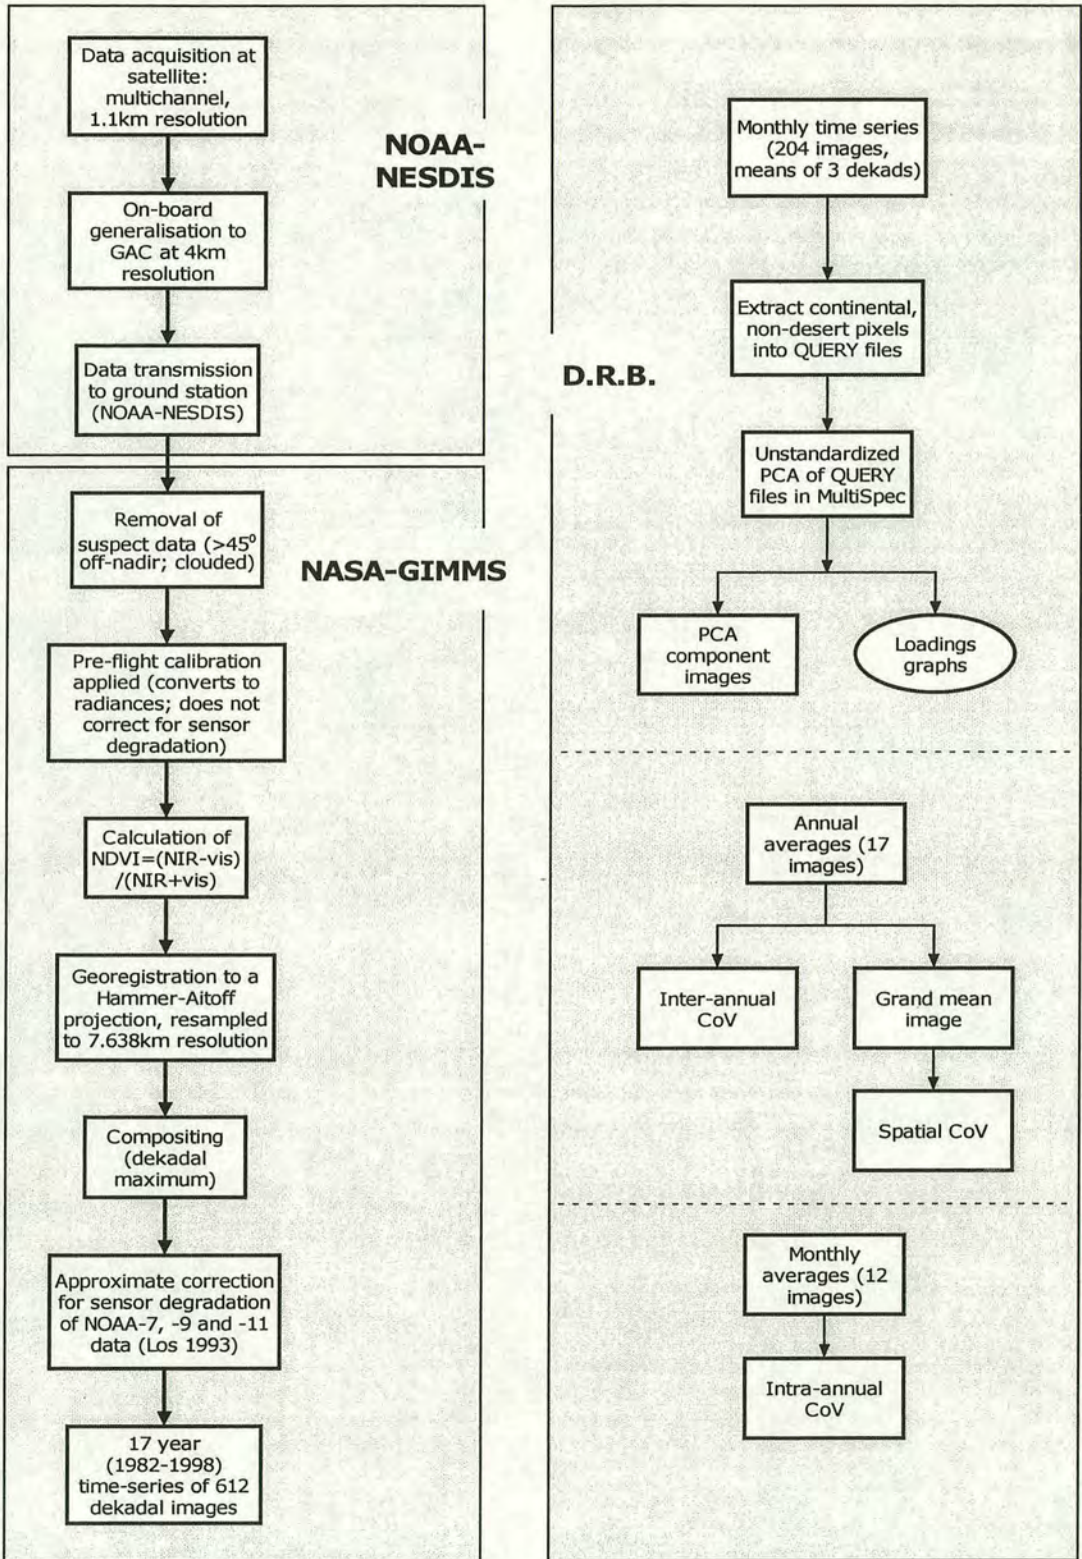 Data acquisition at
satellite:
multichannel,
1.1km resolution
NOAA-
NESDIS
On-board
generalisation to
GAC at 4km
resolution
Data transmission
to ground station
(NOAA-NESDIS)
Removal of
suspect data (>45⁰
off-nadir; clouded)
NASA-GIMMS
Pre-flight calibration
applied (converts to
radiances; does not
correct for sensor
degradation)
Calculation of
NDVI=(NIR-vis)
/(NIR+vis)
Georegistration to a
Hammer-Aitoff
projection, resampled
to 7.638km resolution
Compositing
(dekadal
maximum)
Approximate correction
for sensor degradation
of NOAA-7, -9 and -11
data (Los 1993)
17 year
(1982-1998)
time-series of 612
dekadal images
Monthly time series
(204 images,
means of 3 dekads)
Extract continental,
non-desert pixels
into QUERY files
D.R.B.
Unstandardized
PCA of QUERY
files in MultiSpec
PCA
component
images
Loadings
graphs
Annual
averages (17
images)
Inter-annual
CoV
Grand mean
image
Spatial CoV
Monthly
averages (12
images)
Intra-annual
CoV